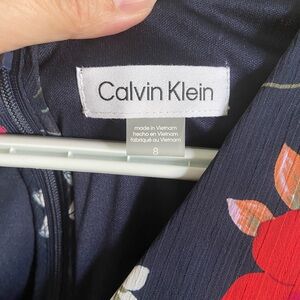 Calvin Klein
made in Vietnam
hecho en Vietnam
fabriqué au Vietnam
8